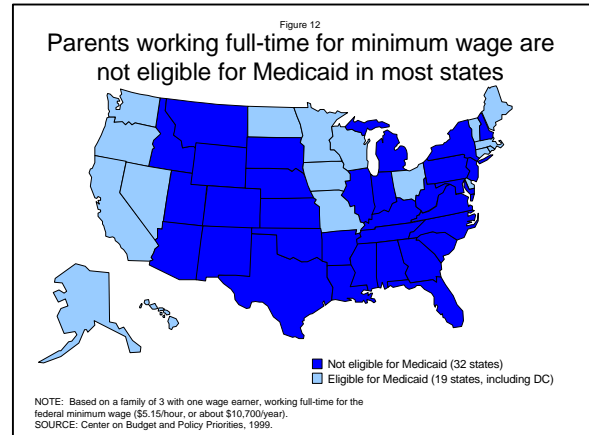 Figure 12
Parents working full-time for minimum wage are
not eligible for Medicaid in most states
Not eligible for Medicaid (32 states)
Eligible for Medicaid (19 states, including DC)
NOTE:  Based on a family of 3 with one wage earner, working full-time for the
federal minimum wage ($5.15/hour, or about $10,700/year).
SOURCE: Center on Budget and Policy Priorities, 1999.